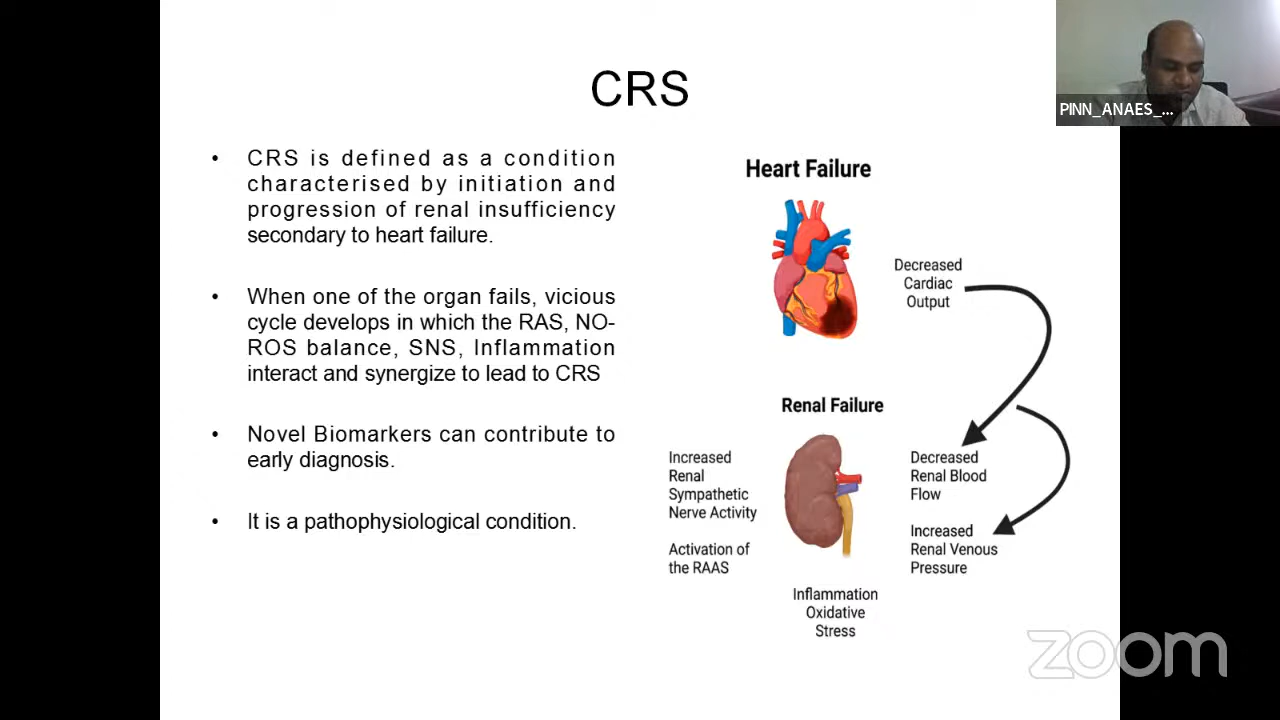 CRS
• CRS is defined as a condition
characterised by initiation and
progression of renal insufficiency
secondary to heart failure.
• When one of the organ fails, vicious
cycle develops in which the RAS, NO-
ROS balance, SNS, Inflammation
interact and synergize to lead to CRS
• Novel Biomarkers can contribute to
early diagnosis.
• It is a pathophysiological condition.
Heart Failure
Decreased
Cardiac
Output
Renal Failure
Increased
Renal
Sympathetic
Nerve Activity
Activation of
the RAAS
Decreased
Renal Blood
Flow
Increased
Renal Venous
Pressure
Inflammation
Oxidative
Stress
PINN_ANAES_...
zoom